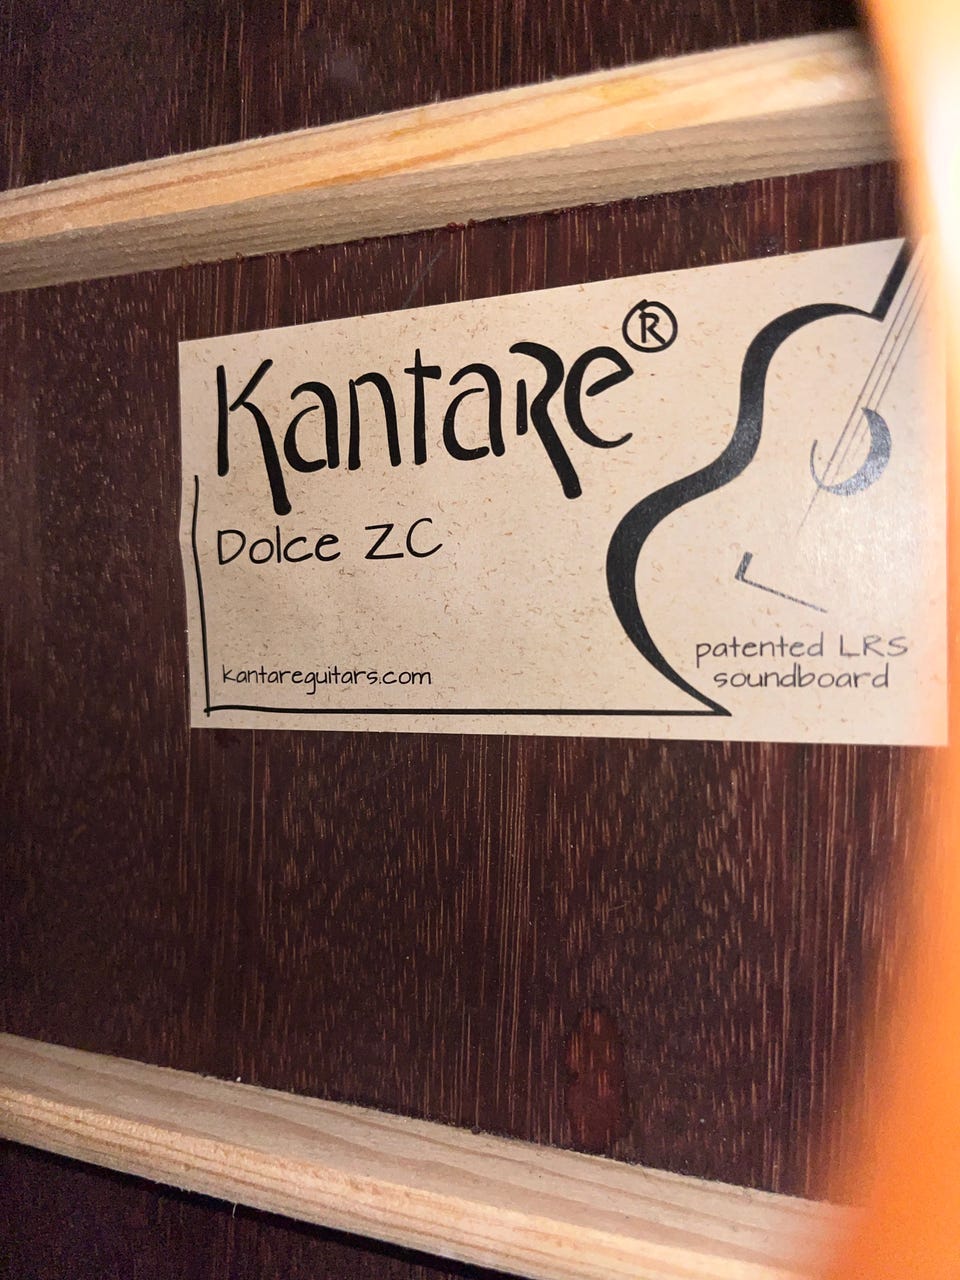 Kantare®
Dolce ZC
kantareguitars.com
patented LRS
soundboard